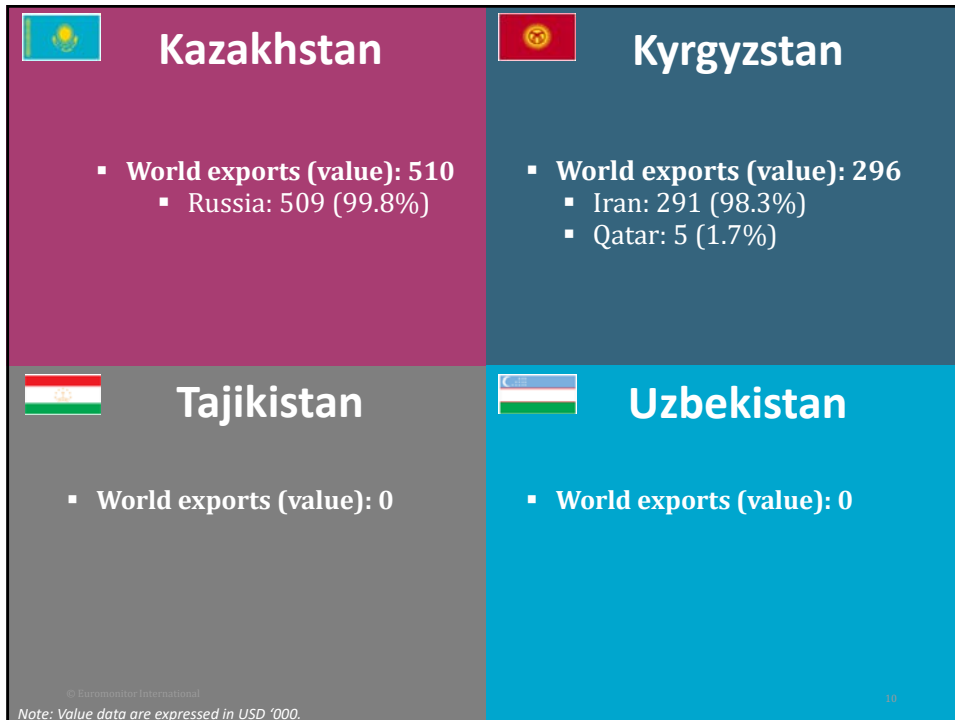 Kazakhstan
▪ World exports (value): 510
▪ Russia: 509 (99.8%)
Kyrgyzstan
▪ World exports (value): 296
▪ Iran: 291 (98.3%)
▪ Qatar: 5 (1.7%)
Tajikistan
▪ World exports (value): 0
Uzbekistan
▪ World exports (value): 0
© Euromonitor International
10
Note: Value data are expressed in USD ‘000.